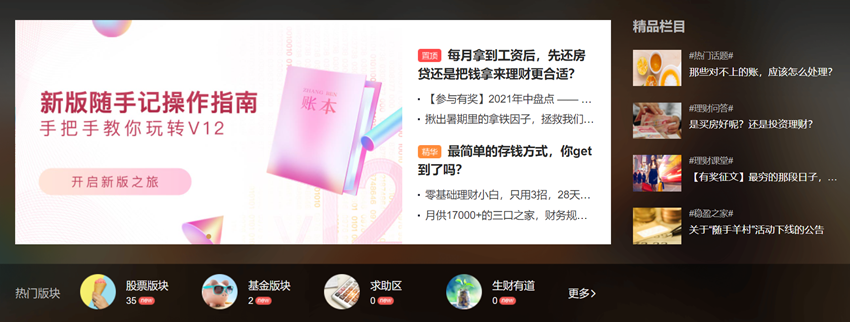 新版随手记操作指南
手把手教你玩转V12
开启新版之旅
账本
置顶 每月拿到工资后，先还房
贷还是把钱拿来理财更合适？
· 【参与有奖】2021年中盘点 —— ...
· 揪出暑期里的拿铁因子，拯救我们...
精华 最简单的存钱方式，你get
到了吗？
· 零基础理财小白，只用3招，28天...
· 月供17000+的三口之家，财务规...
精品栏目
#热门话题#
那些对不上的账，应该怎么处理？
#理财问答#
是买房好呢？还是投资理财？
#理财课堂#
【有奖征文】最穷的那段日子，...
#稳盈之家#
关于“随手羊村”活动下线的公告
热门版块
股票版块
35 new
基金版块
2 new
求助区
0 new
生财有道
0 new
更多>